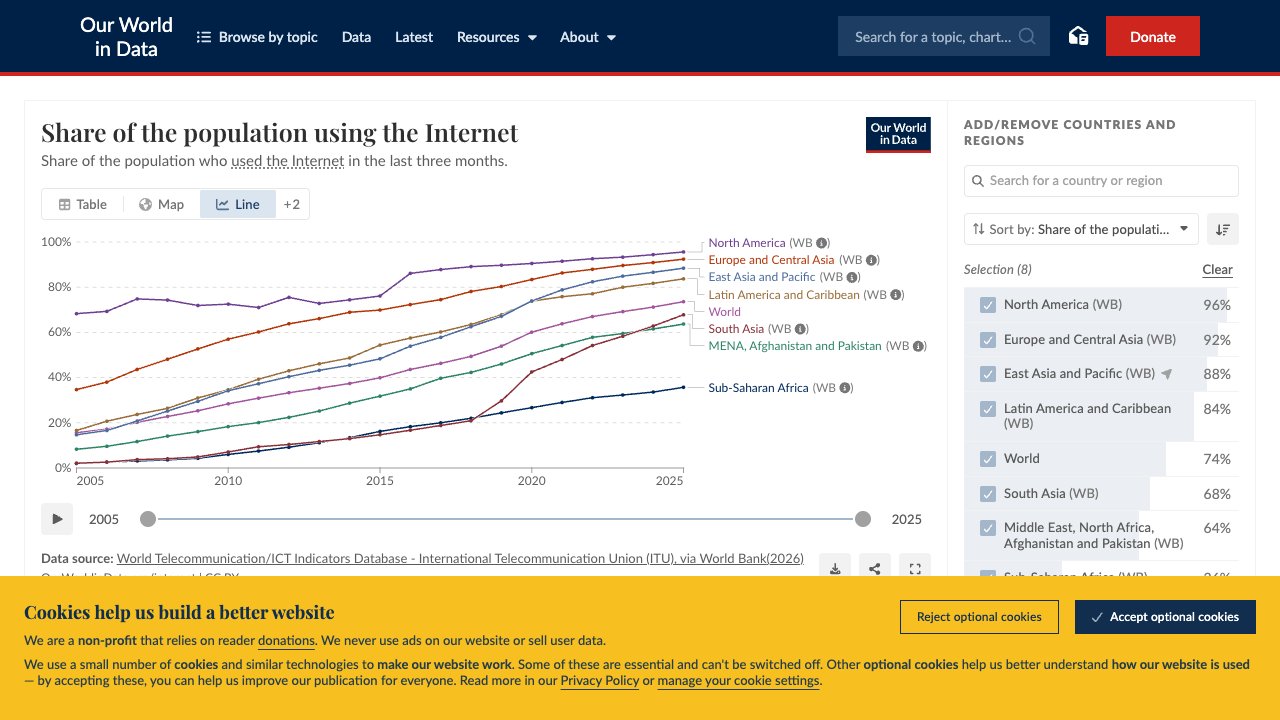 Our World
in Data
Browse by topic
Data
Latest
Resources
About
Search for a topic, chart...
Donate
Share of the population using the Internet
Share of the population who used the Internet in the last three months.
Our World
in Data
Table
Map
Line
+2
100%
80%
60%
40%
20%
0%
2005
2010
2015
2020
2025
North America (WB)
Europe and Central Asia (WB)
East Asia and Pacific (WB)
Latin America and Caribbean (WB)
World
South Asia (WB)
MENA, Afghanistan and Pakistan (WB)
Sub-Saharan Africa (WB)
2005
2025
Data source: World Telecommunication/ICT Indicators Database - International Telecommunication Union (ITU), via World Bank(2026)
ADD/REMOVE COUNTRIES AND
REGIONS
Search for a country or region
Sort by: Share of the populati...
Selection (8)
Clear
North America (WB) 96%
Europe and Central Asia (WB) 92%
East Asia and Pacific (WB) 88%
Latin America and Caribbean
(WB) 84%
World 74%
South Asia (WB) 68%
Middle East, North Africa,
Afghanistan and Pakistan (WB) 64%
Cookies help us build a better website
We are a non-profit that relies on reader donations. We never use ads on our website or sell user data.
We use a small number of cookies and similar technologies to make our website work. Some of these are essential and can't be switched off. Other optional cookies help us better understand how our website is used
— by accepting these, you can help us improve our publication for everyone. Read more in our Privacy Policy or manage your cookie settings.
Reject optional cookies
Accept optional cookies